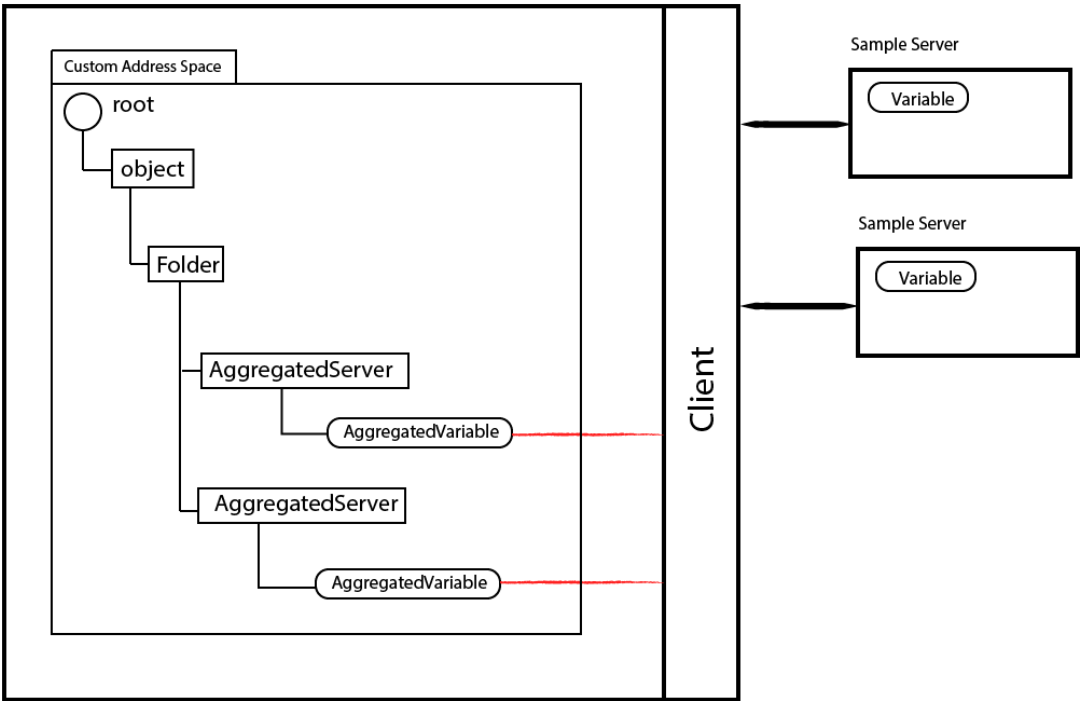 Custom Address Space
root
object
Folder
AggregatedServer
AggregatedVariable
AggregatedServer
AggregatedVariable
Client
Sample Server
Variable
Sample Server
Variable